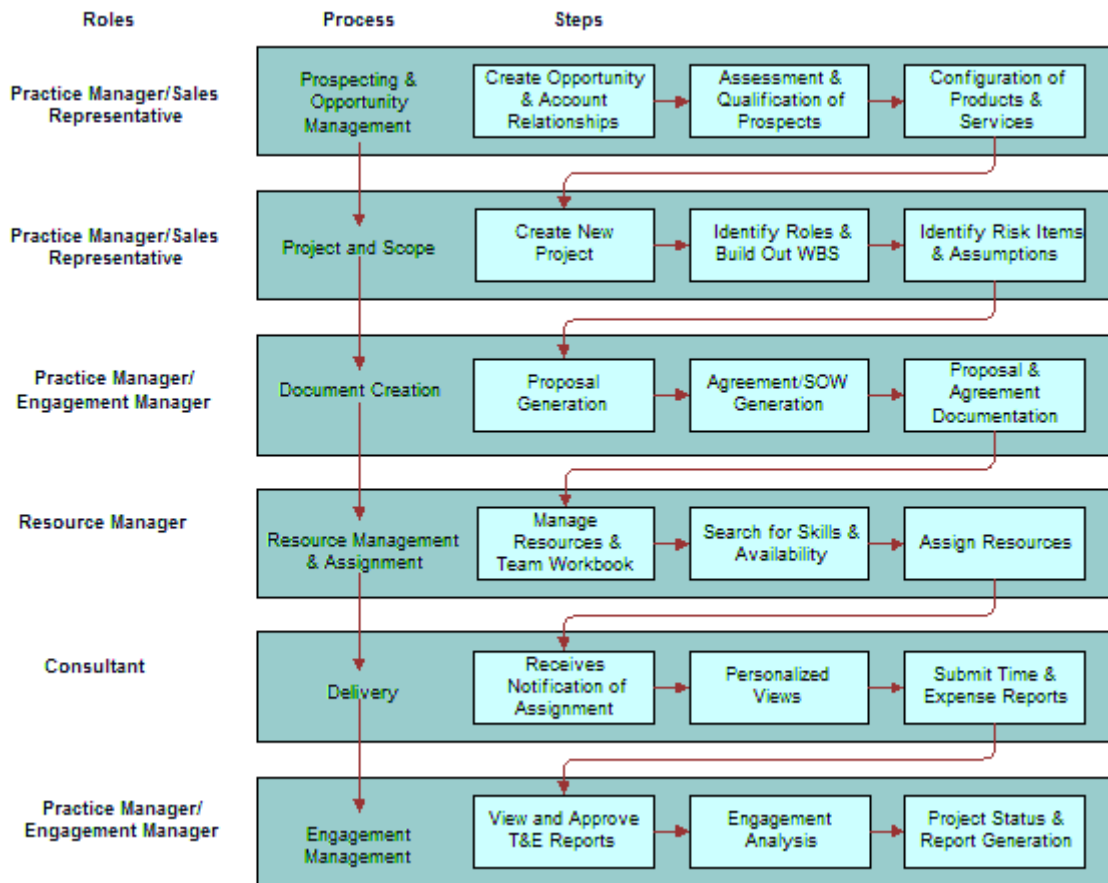 Roles
Process
Steps
Practice Manager/Sales
Representative
Prospecting &
Opportunity
Management
Create Opportunity
& Account
Relationships
Assessment &
Qualification of
Prospects
Configuration of
Products &
Services
Practice Manager/Sales
Representative
Project and Scope
Create New
Project
Identify Roles &
Build Out WBS
Identify Risk Items
& Assumptions
Practice Manager/
Engagement Manager
Document Creation
Proposal
Generation
Agreement/SOW
Generation
Proposal &
Agreement
Documentation
Resource Manager
Resource Management
& Assignment
Manage
Resources &
Team Workbook
Search for Skills &
Availability
Assign Resources
Consultant
Delivery
Receives
Notification of
Assignment
Personalized
Views
Submit Time &
Expense Reports
Practice Manager/
Engagement Manager
Engagement
Management
View and Approve
T&E Reports
Engagement
Analysis
Project Status &
Report Generation